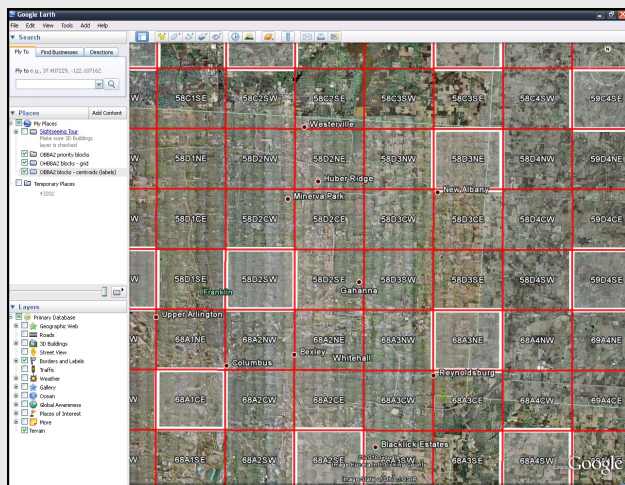 Google Earth
File Edit View Tools Add Help
Search
Fly To Find Businesses Directions
Fly to e.g., 37.407229, -122.107162
Places Add Content
My Places
Sightseeing Tour
Make sure 3D Buildings
layer is checked
OBBA2 priority blocks
OHBBA2 blocks - grid
OBBA2 blocks - centroids (labels)
Temporary Places
43202
Layers
Primary Database
Geographic Web
Roads
3D Buildings
Street View
Borders and Labels
Traffic
Weather
Gallery
Ocean
Global Awareness
Places of Interest
More
Terrain
N
W 58C1SE 58C2SW 58C2SE 58C3SW 58C3SE 58C4SW 59C4SE
Westerville
W 58D1NE 58D2NW 58D2NE 58D3NW 58D3NE 58D4NW 59D4NE
Huber Ridge
Minerva Park New Albany
W 58D1CE 58D2CW 58D2CE 58D3CW 58D3CE 58D4CW 59D4CE
W 58D1SE 58D2SW 58D2SE 58D3SW 58D3SE 58D4SW 59D4SE
Franklin Gahanna
Upper Arlington
W 68A1NE 68A2NW 68A2NE 68A3NW 68A3NE 68A4NW 69A4NE
Bexley Whitehall
Columbus Reynoldsburg
W 68A1CE 68A2CW 68A2CE 68A3CW 68A3CE 68A4CW 69A4CE
Blacklick Estates
W 68A1SE 68A2SW 68A2SE 68A3SE 68A4SW
Google